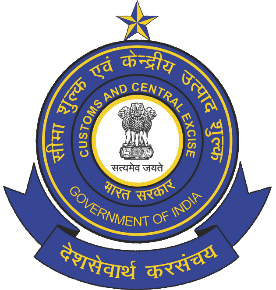 सीमा शुल्क एवं केन्द्रीय उत्पाद शुल्क
CUSTOMS AND CENTRAL EXCISE
सत्यमेव जयते
भारत सरकार
GOVERNMENT OF INDIA
देशसेवार्थ करसंचय